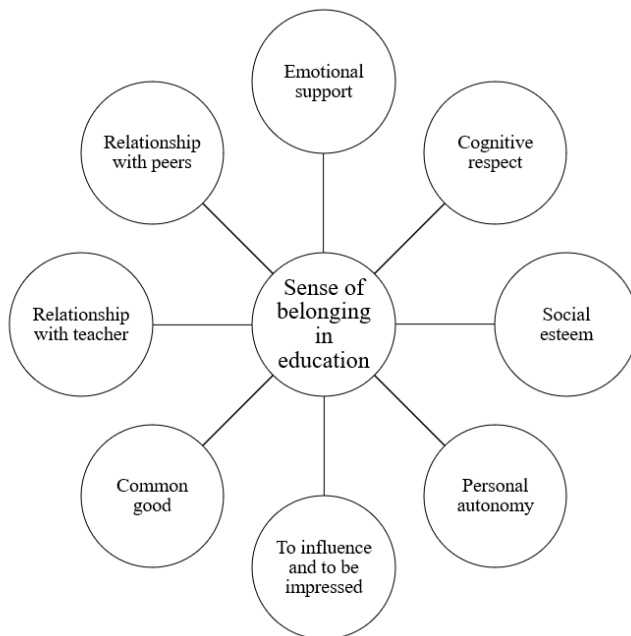 Emotional
support
Cognitive
respect
Social
esteem
Personal
autonomy
To influence
and to be
impressed
Common
good
Relationship
with teacher
Relationship
with peers
Sense of
belonging
in
education